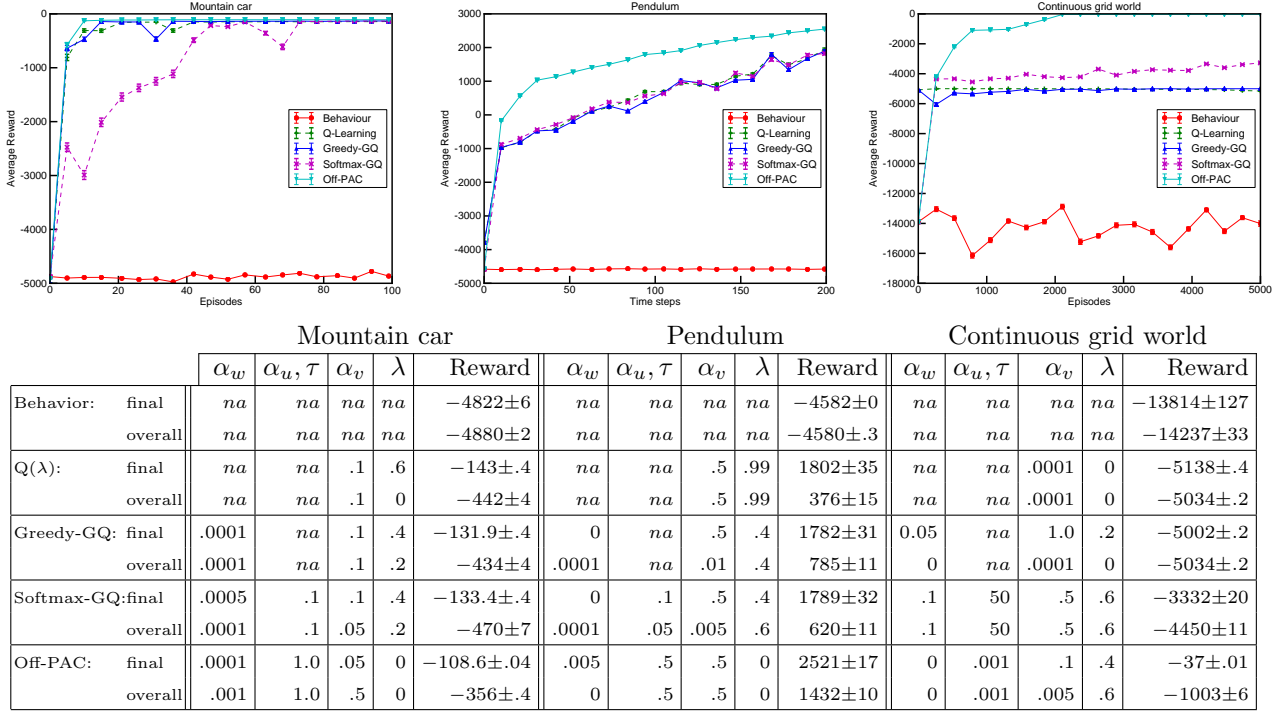 Mountain car
Average Reward
0
-1000
-2000
-3000
-4000
-5000
Behaviour
Q-Learning
Greedy-GQ
Softmax-GQ
Off-PAC
0 20 40 60 80 100
Episodes
Pendulum
Average Reward
3000
2000
1000
0
-1000
-2000
-3000
-4000
-5000
Behaviour
Q-Learning
Greedy-GQ
Softmax-GQ
Off-PAC
0 50 100 150 200
Time steps
Continuous grid world
Average Reward
0
-2000
-4000
-6000
-8000
-10000
-12000
-14000
-16000
-18000
Behaviour
Q-Learning
Greedy-GQ
Softmax-GQ
Off-PAC
0 1000 2000 3000 4000 5000
Episodes
Mountain car Pendulum Continuous grid world
α_w α_u, τ α_v λ Reward α_w α_u, τ α_v λ Reward α_w α_u, τ α_v λ Reward
Behavior: final na na na na −4822±6 na na na na −4582±0 na na na na −13814±127
overall na na na na −4880±2 na na na na −4580±.3 na na na na −14237±33
Q(λ): final na na .1 .6 −143±.4 na na .5 .99 1802±35 na na .0001 0 −5138±.4
overall na na .1 0 −442±4 na na .5 .99 376±15 na na .0001 0 −5034±.2
Greedy-GQ: final .0001 na .1 .4 −131.9±.4 0 na .5 .4 1782±31 0.05 na 1.0 .2 −5002±.2
overall .0001 na .1 .2 −434±4 .0001 na .01 .4 785±11 0 na .0001 0 −5034±.2
Softmax-GQ:final .0005 .1 .1 .4 −133.4±.4 0 .1 .5 .4 1789±32 .1 50 .5 .6 −3332±20
overall .0001 .1 .05 .2 −470±7 .0001 .05 .005 .6 620±11 .1 50 .5 .6 −4450±11
Off-PAC: final .0001 1.0 .05 0 −108.6±.04 .005 .5 .5 0 2521±17 0 .001 .1 .4 −37±.01
overall .001 1.0 .5 0 −356±.4 0 .5 .5 0 1432±10 0 .001 .005 .6 −1003±6